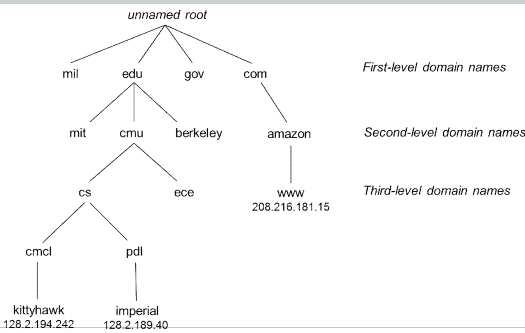 unnamed root
mil edu gov com First-level domain names
mit cmu berkeley amazon Second-level domain names
cs ece www Third-level domain names
208.216.181.15
cmcl pdl
kittyhawk imperial
128.2.194.242 128.2.189.40